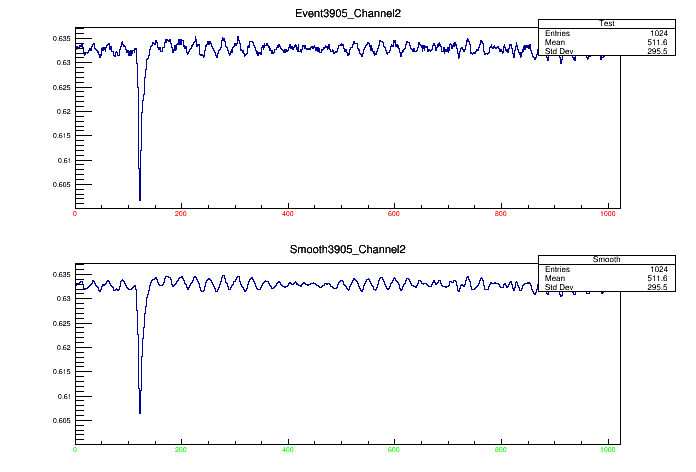 Event3905_Channel2
Test
Entries 1024
Mean 511.6
Std Dev 295.5
0.635
0.63
0.625
0.62
0.615
0.61
0.605
0 200 400 600 800 1000
Smooth3905_Channel2
Smooth
Entries 1024
Mean 511.6
Std Dev 295.5
0.635
0.63
0.625
0.62
0.615
0.61
0.605
0 200 400 600 800 1000